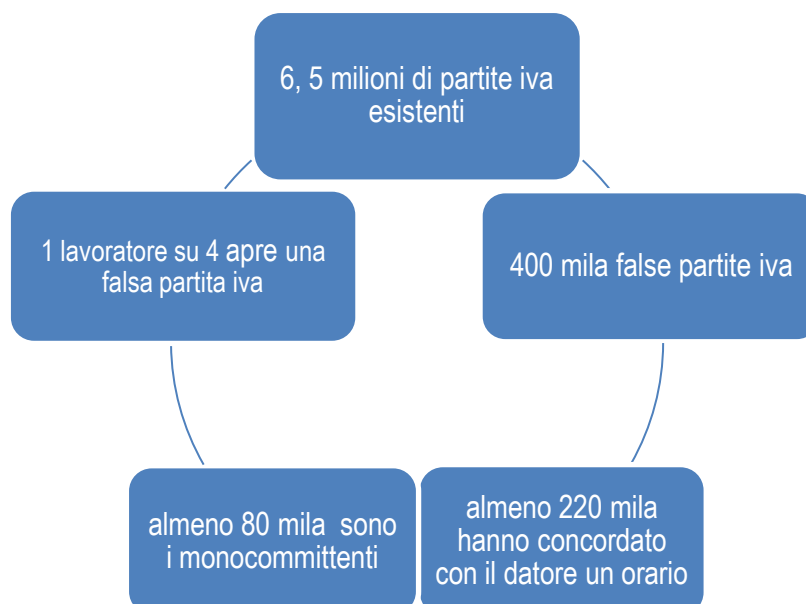 6, 5 milioni di partite iva
esistenti
1 lavoratore su 4 apre una
falsa partita iva
400 mila false partite iva
almeno 80 mila sono
i monocommittenti
almeno 220 mila
hanno concordato
con il datore un orario